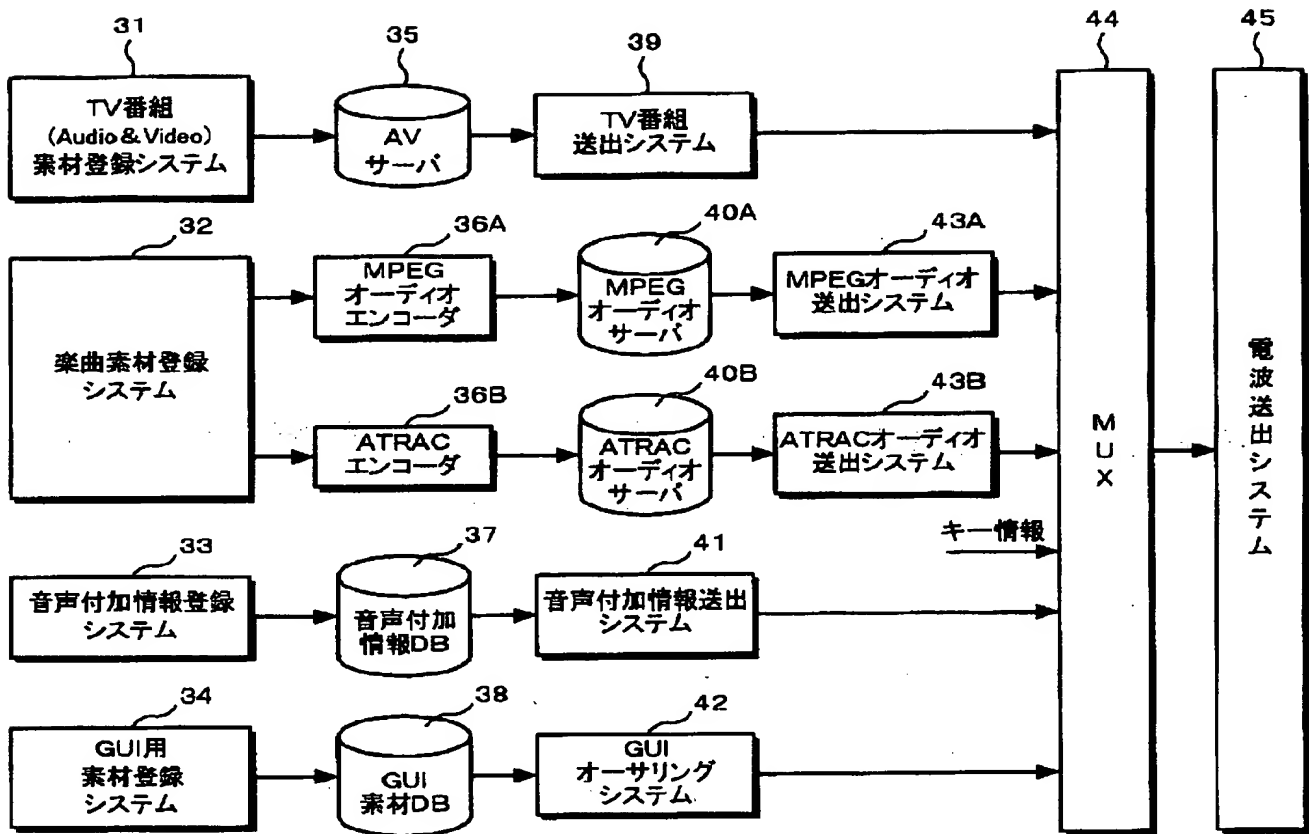 31
TV番組
(Audio&Video)
素材登録システム
35
AV
サーバ
39
TV番組
送出システム
44
MUX
45
電波送出システム
32
楽曲素材登録
システム
36A
MPEG
オーディオ
エンコーダ
40A
MPEG
オーディオ
サーバ
43A
MPEGオーディオ
送出システム
36B
ATRAC
エンコーダ
40B
ATRAC
オーディオ
サーバ
43B
ATRACオーディオ
送出システム
キー情報
33
音声付加情報登録
システム
37
音声付加
情報DB
41
音声付加情報送出
システム
34
GUI用
素材登録
システム
38
GUI
素材DB
42
GUI
オーサリング
システム